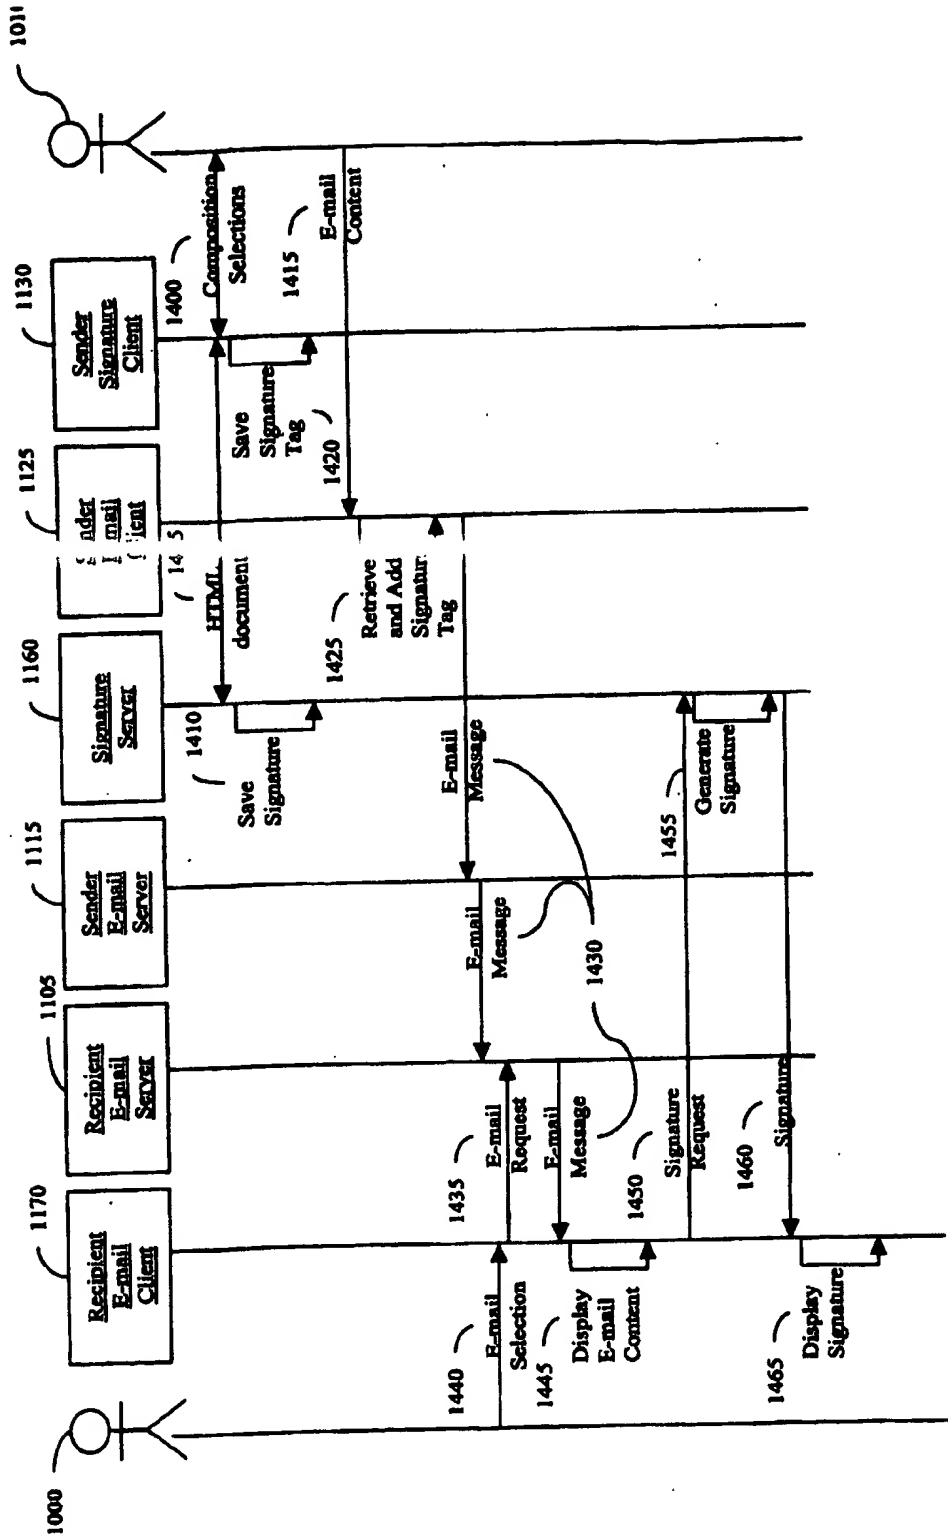 1000
1170
1105
1115
1160
1125
1130
Recipient
E-mail
Client
Recipient
E-mail
Server
Sender
E-mail
Server
Signature
Server
Sender
Signature
Client
1400
Composition
Selections
HTML
document
1410
Save
Signature
Save
Signature
Tag
1415
E-mail
Content
1420
1425
Retrieve
and Add
Tag
E-mail
Message
E-mail
Message
1430
1440
E-mail
Selection
1435
E-mail
Request
E-mail
Message
1445
Display
E-mail
Content
1450
Signature
Request
1455
Generate
Signature
1460
Signature
1465
Display
Signature